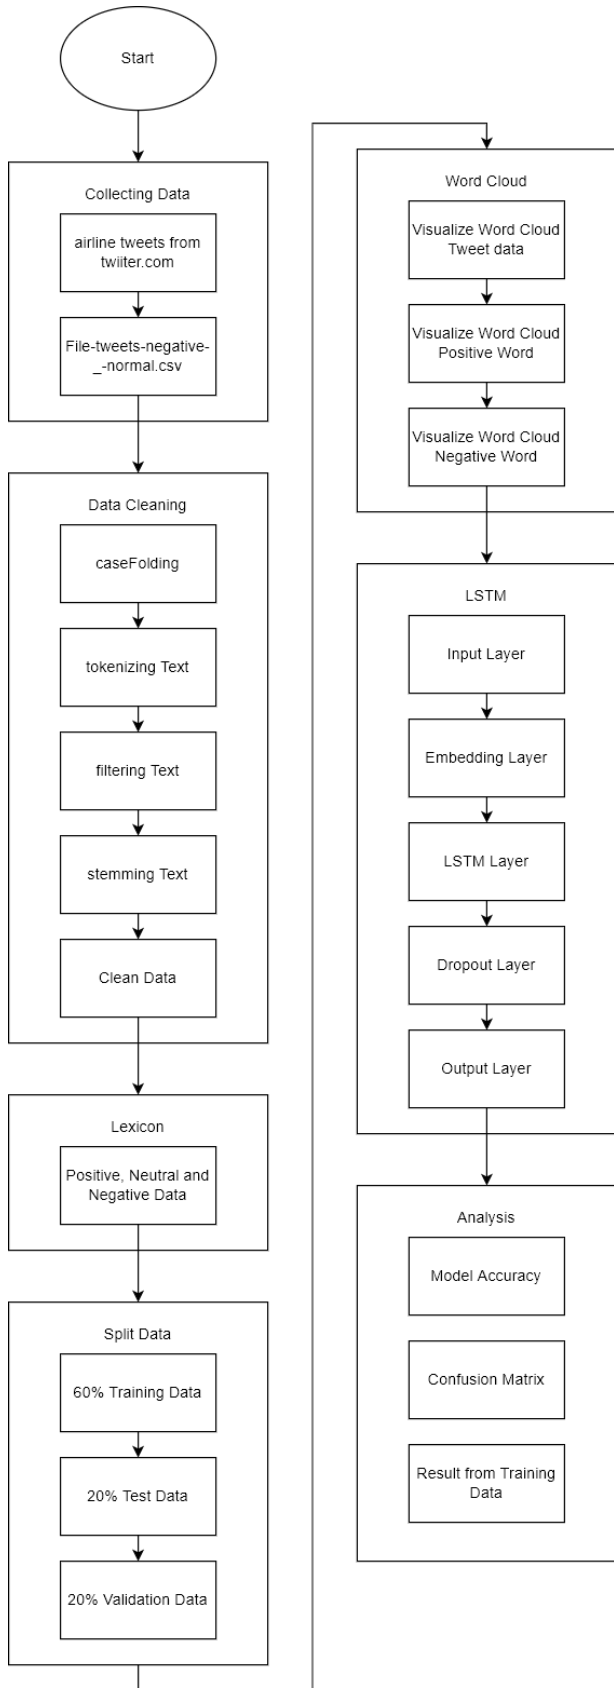 Start
Collecting Data
airline tweets from
twiiter.com
File-tweets-negative-
_-normal.csv
Data Cleaning
caseFolding
tokenizing Text
filtering Text
stemming Text
Clean Data
Lexicon
Positive, Neutral and
Negative Data
Split Data
60% Training Data
20% Test Data
20% Validation Data
Word Cloud
Visualize Word Cloud
Tweet data
Visualize Word Cloud
Positive Word
Visualize Word Cloud
Negative Word
LSTM
Input Layer
Embedding Layer
LSTM Layer
Dropout Layer
Output Layer
Analysis
Model Accuracy
Confusion Matrix
Result from Training
Data